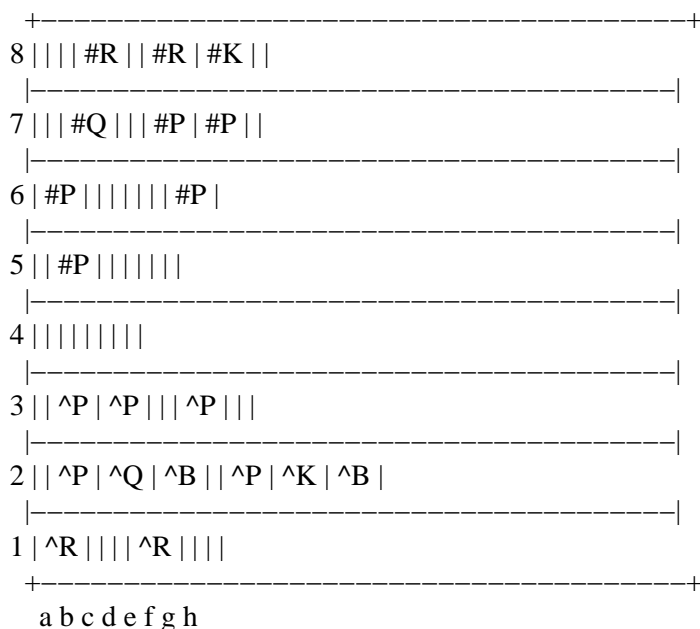 +−−−−−−−−−−−−−−−−−−−−−−−−−−−−−−−−−−−−−−−+
8 | | | | #R | | #R | #K | |
|−−−−−−−−−−−−−−−−−−−−−−−−−−−−−−−−−−−−−−−|
7 | | | #Q | | | #P | #P | |
|−−−−−−−−−−−−−−−−−−−−−−−−−−−−−−−−−−−−−−−|
6 | #P | | | | | | | #P |
|−−−−−−−−−−−−−−−−−−−−−−−−−−−−−−−−−−−−−−−|
5 | | #P | | | | | | |
|−−−−−−−−−−−−−−−−−−−−−−−−−−−−−−−−−−−−−−−|
4 | | | | | | | | |
|−−−−−−−−−−−−−−−−−−−−−−−−−−−−−−−−−−−−−−−|
3 | | ^P | ^P | | | ^P | | |
|−−−−−−−−−−−−−−−−−−−−−−−−−−−−−−−−−−−−−−−|
2 | | ^P | ^Q | ^B | | ^P | ^K | ^B |
|−−−−−−−−−−−−−−−−−−−−−−−−−−−−−−−−−−−−−−−|
1 | ^R | | | | ^R | | | |
+−−−−−−−−−−−−−−−−−−−−−−−−−−−−−−−−−−−−−−−+
a b c d e f g h